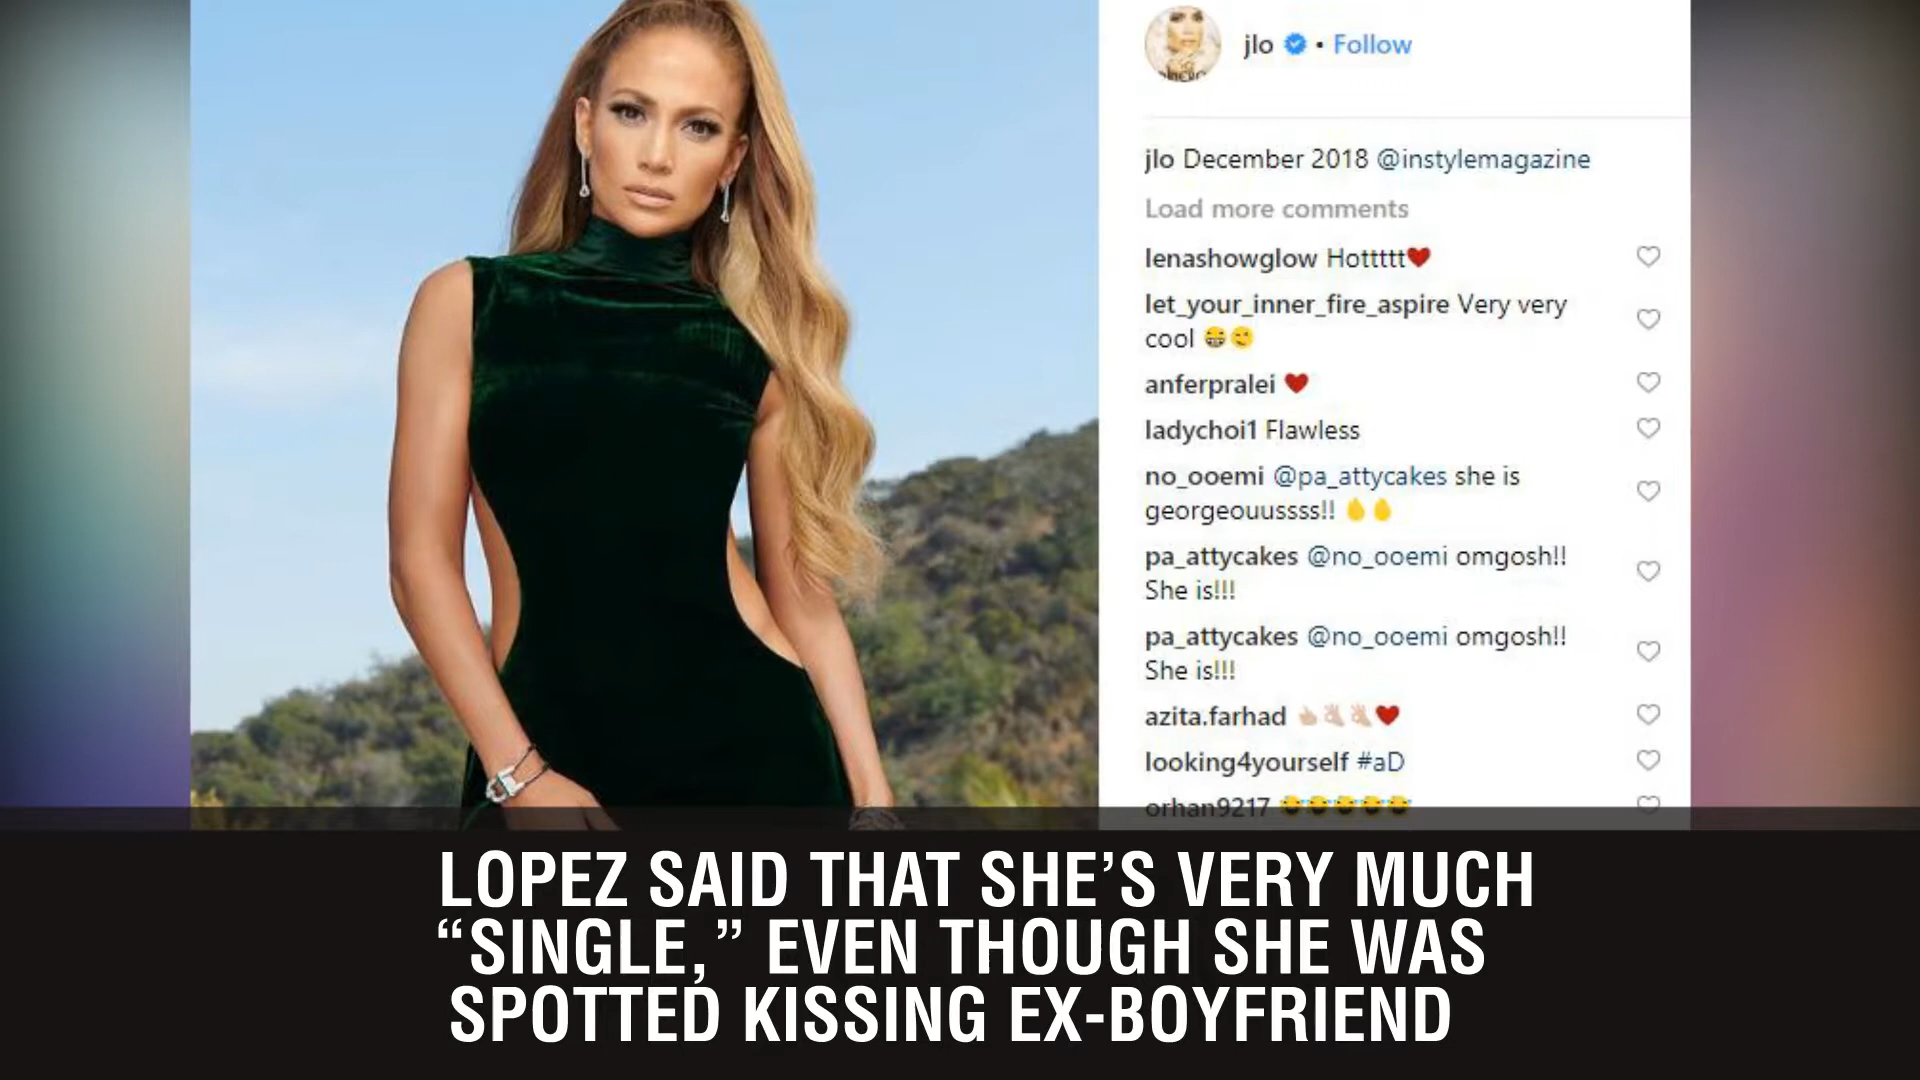 jlo • Follow
jlo December 2018 @instylemagazine
Load more comments
lenashowglow Hottttt❤
let_your_inner_fire_aspire Very very
cool 😂😉
anferpralei ❤
ladychoi1 Flawless
no_ooemi @pa_attycakes she is
georgeouussss!!
pa_attycakes @no_ooemi omgosh!!
She is!!!
pa_attycakes @no_ooemi omgosh!!
She is!!!
azita.farhad 👆🏻👌🏻👌🏻❤
looking4yourself #aD
orhan9217 😂😂😂😂😂
LOPEZ SAID THAT SHE’S VERY MUCH
“SINGLE,” EVEN THOUGH SHE WAS
SPOTTED KISSING EX-BOYFRIEND